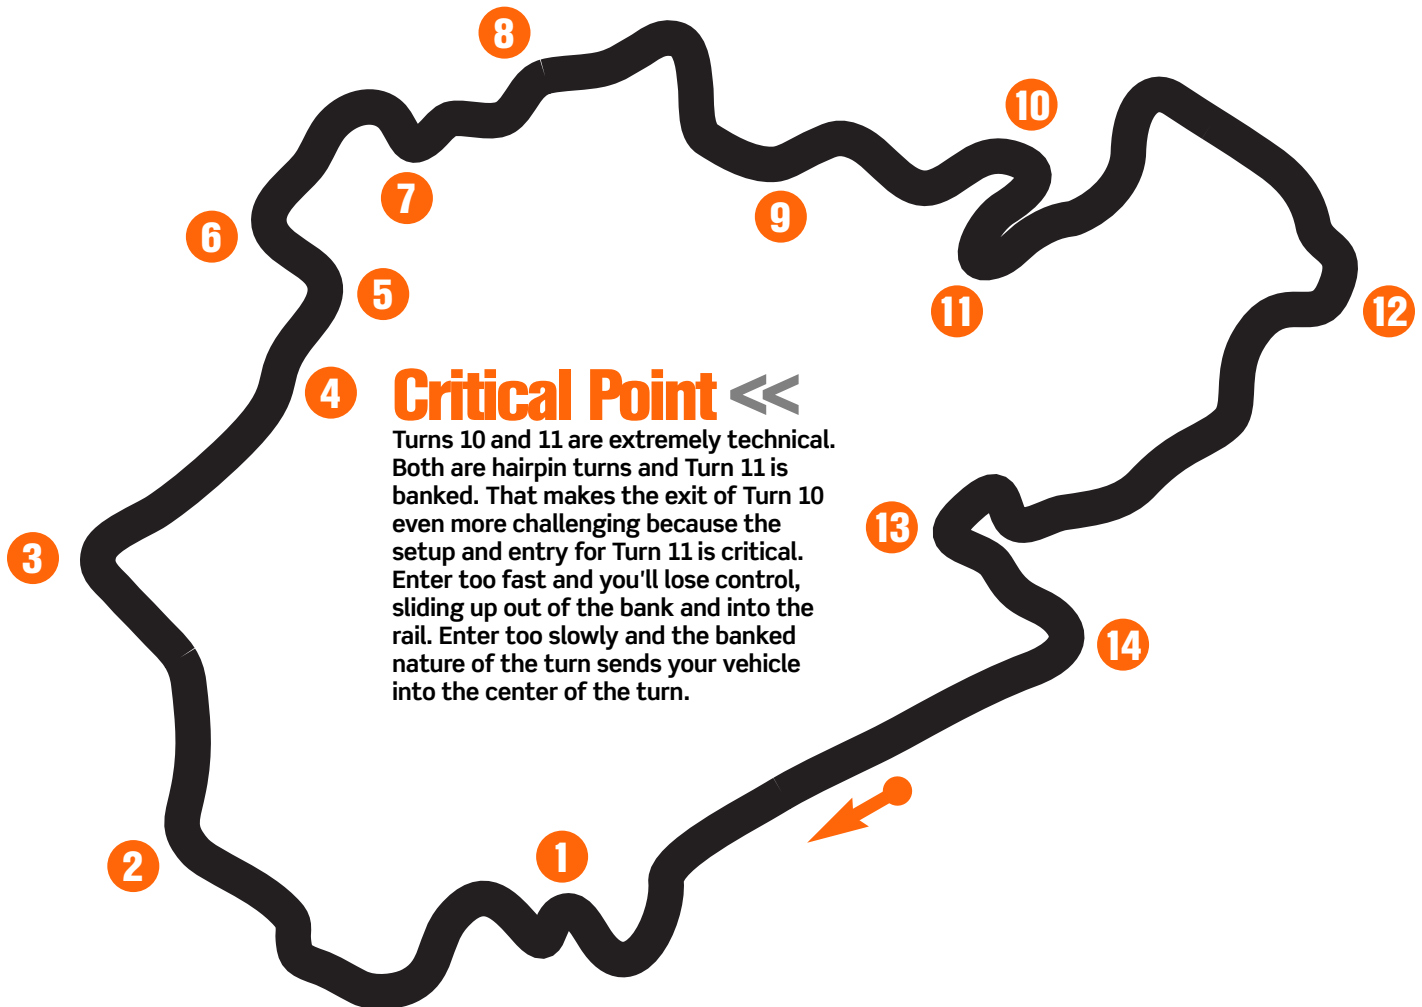 8
10
7
6
9
5
11
12
4
Critical Point <<
Turns 10 and 11 are extremely technical.
Both are hairpin turns and Turn 11 is
banked. That makes the exit of Turn 10
even more challenging because the
setup and entry for Turn 11 is critical.
Enter too fast and you'll lose control,
sliding up out of the bank and into the
rail. Enter too slowly and the banked
nature of the turn sends your vehicle
into the center of the turn.
13
3
14
1
2